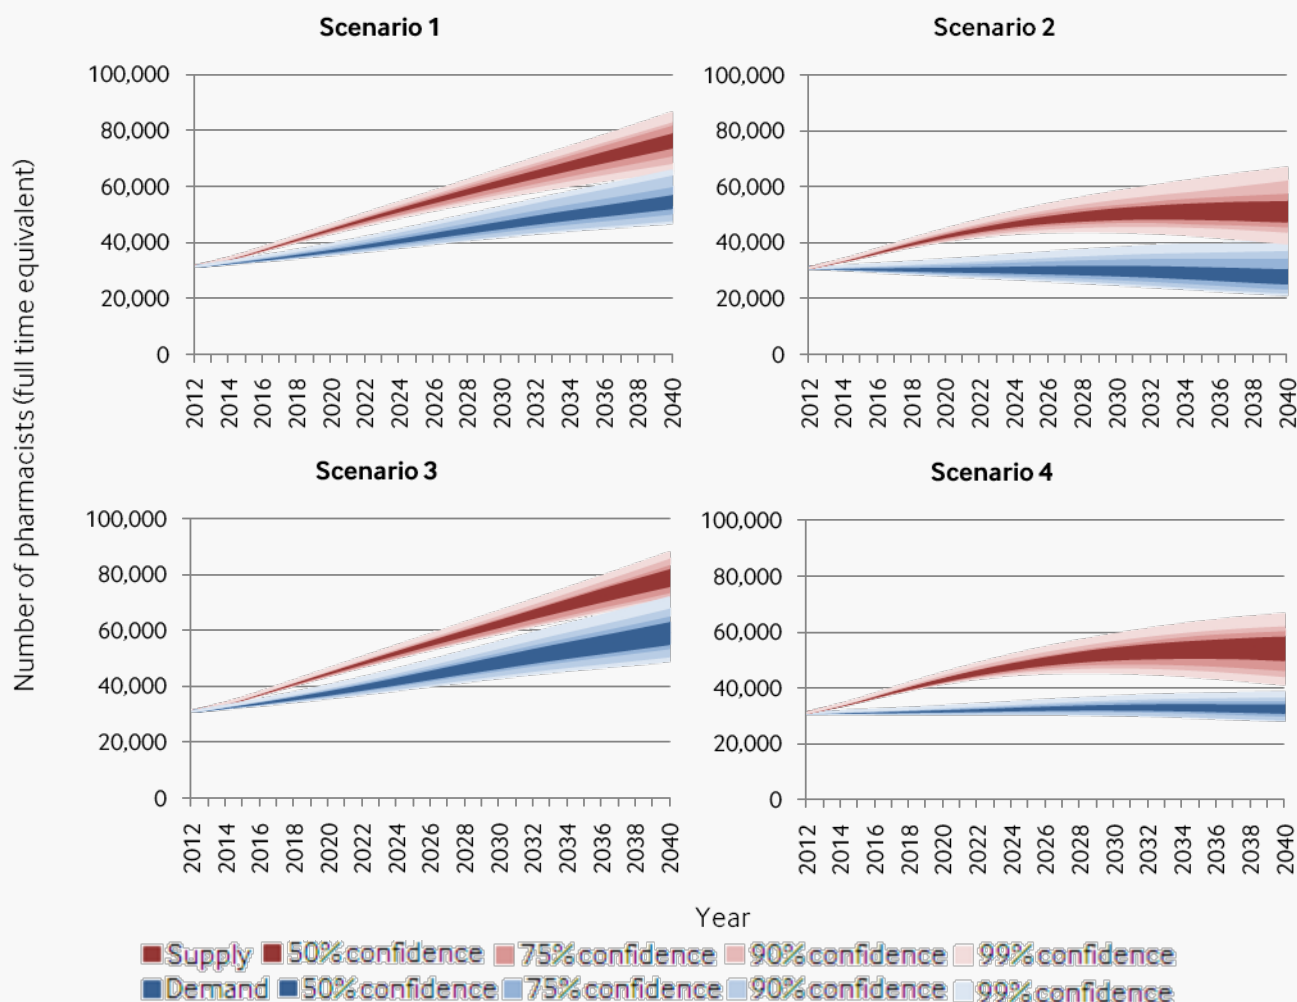 Scenario 1
Scenario 2
100,000
80,000
60,000
40,000
20,000
0
2012 2014 2016 2018 2020 2022 2024 2026 2028 2030 2032 2034 2036 2038 2040
100,000
80,000
60,000
40,000
20,000
0
2012 2014 2016 2018 2020 2022 2024 2026 2028 2030 2032 2034 2036 2038 2040
Number of pharmacists (full time equivalent)
Scenario 3
Scenario 4
100,000
80,000
60,000
40,000
20,000
0
2012 2014 2016 2018 2020 2022 2024 2026 2028 2030 2032 2034 2036 2038 2040
100,000
80,000
60,000
40,000
20,000
0
2012 2014 2016 2018 2020 2022 2024 2026 2028 2030 2032 2034 2036 2038 2040
Year
Supply 50% confidence 75% confidence 90% confidence 99% confidence
Demand 50% confidence 75% confidence 90% confidence 99% confidence